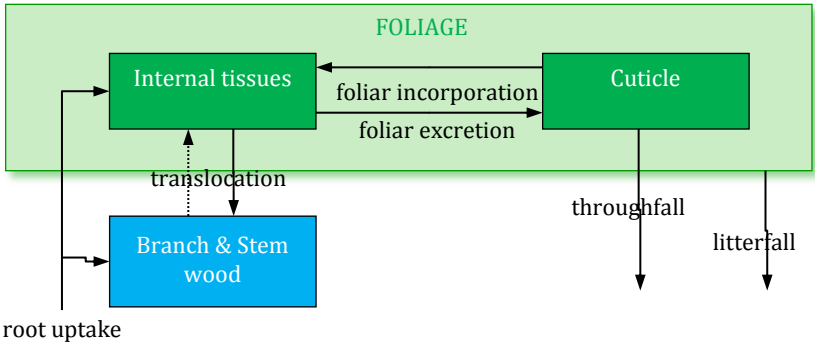 FOLIAGE
Internal tissues
Cuticle
foliar incorporation
foliar excretion
translocation
throughfall
litterfall
Branch & Stem
wood
root uptake